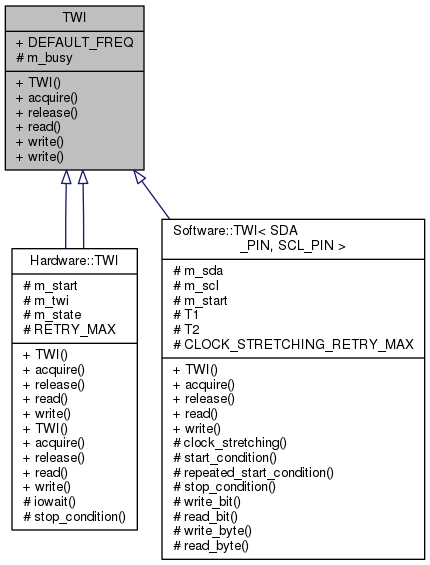 TWI
+ DEFAULT_FREQ
# m_busy
+ TWI()
+ acquire()
+ release()
+ read()
+ write()
+ write()
Hardware::TWI
# m_start
# m_twi
# m_state
# RETRY_MAX
+ TWI()
+ acquire()
+ release()
+ read()
+ write()
+ TWI()
+ acquire()
+ release()
+ read()
+ write()
# iowait()
# stop_condition()
Software::TWI< SDA
_PIN, SCL_PIN >
# m_sda
# m_scl
# m_start
# T1
# T2
# CLOCK_STRETCHING_RETRY_MAX
+ TWI()
+ acquire()
+ release()
+ read()
+ write()
# clock_stretching()
# start_condition()
# repeated_start_condition()
# stop_condition()
# write_bit()
# read_bit()
# write_byte()
# read_byte()